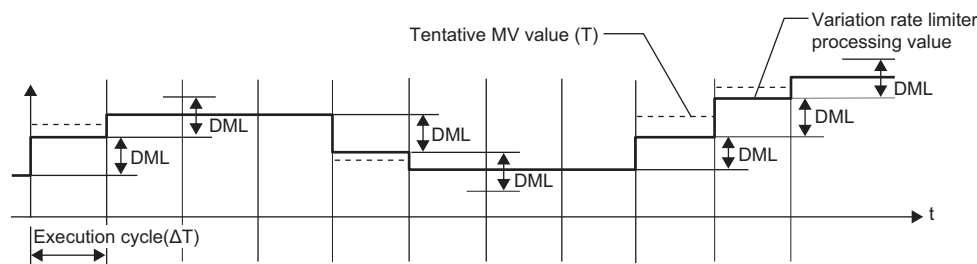 Variation rate limiter
processing value
Tentative MV value (T)
DML
DML
DML
DML
DML
DML
DML
DML
t
Execution cycle(ΔT)